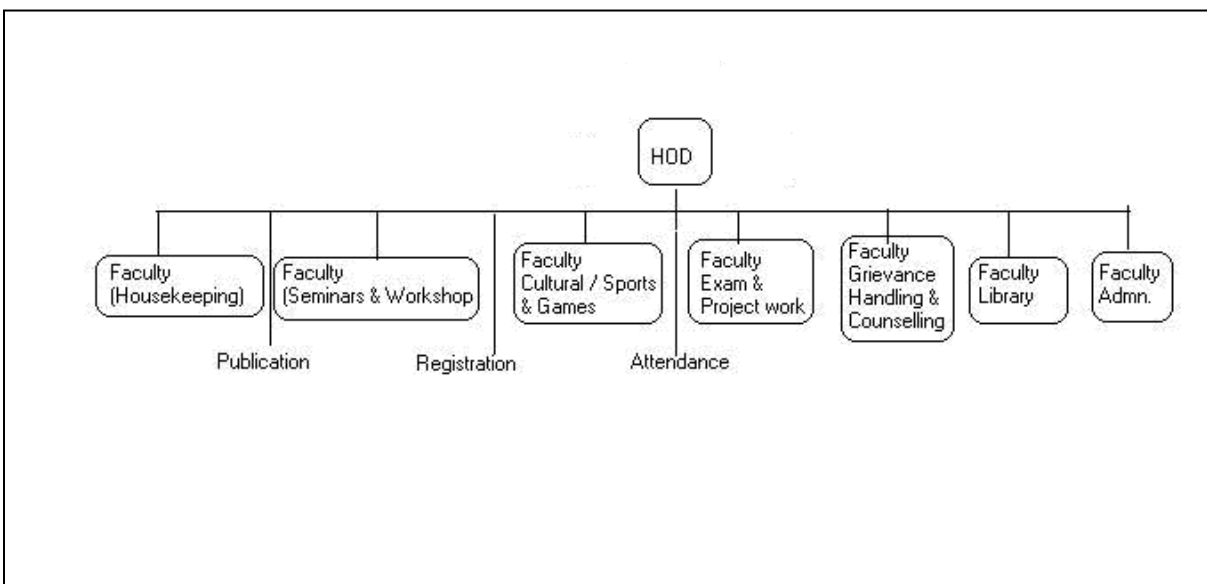 HOD
Faculty
(Housekeeping)
Faculty
(Seminars & Workshop
Faculty
Cultural / Sports
& Games
Faculty
Exam &
Project work
Faculty
Grievance
Handling &
Counselling
Faculty
Library
Faculty
Admn.
Publication
Registration
Attendance